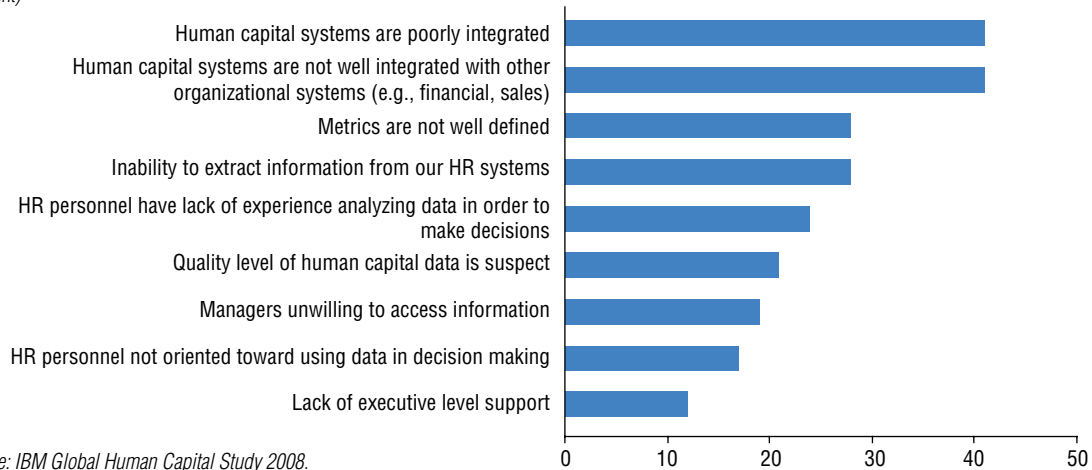 Human capital systems are poorly integrated
Human capital systems are not well integrated with other
organizational systems (e.g., financial, sales)
Metrics are not well defined
Inability to extract information from our HR systems
HR personnel have lack of experience analyzing data in order to
make decisions
Quality level of human capital data is suspect
Managers unwilling to access information
HR personnel not oriented toward using data in decision making
Lack of executive level support
0 10 20 30 40 50
: IBM Global Human Capital Study 2008.